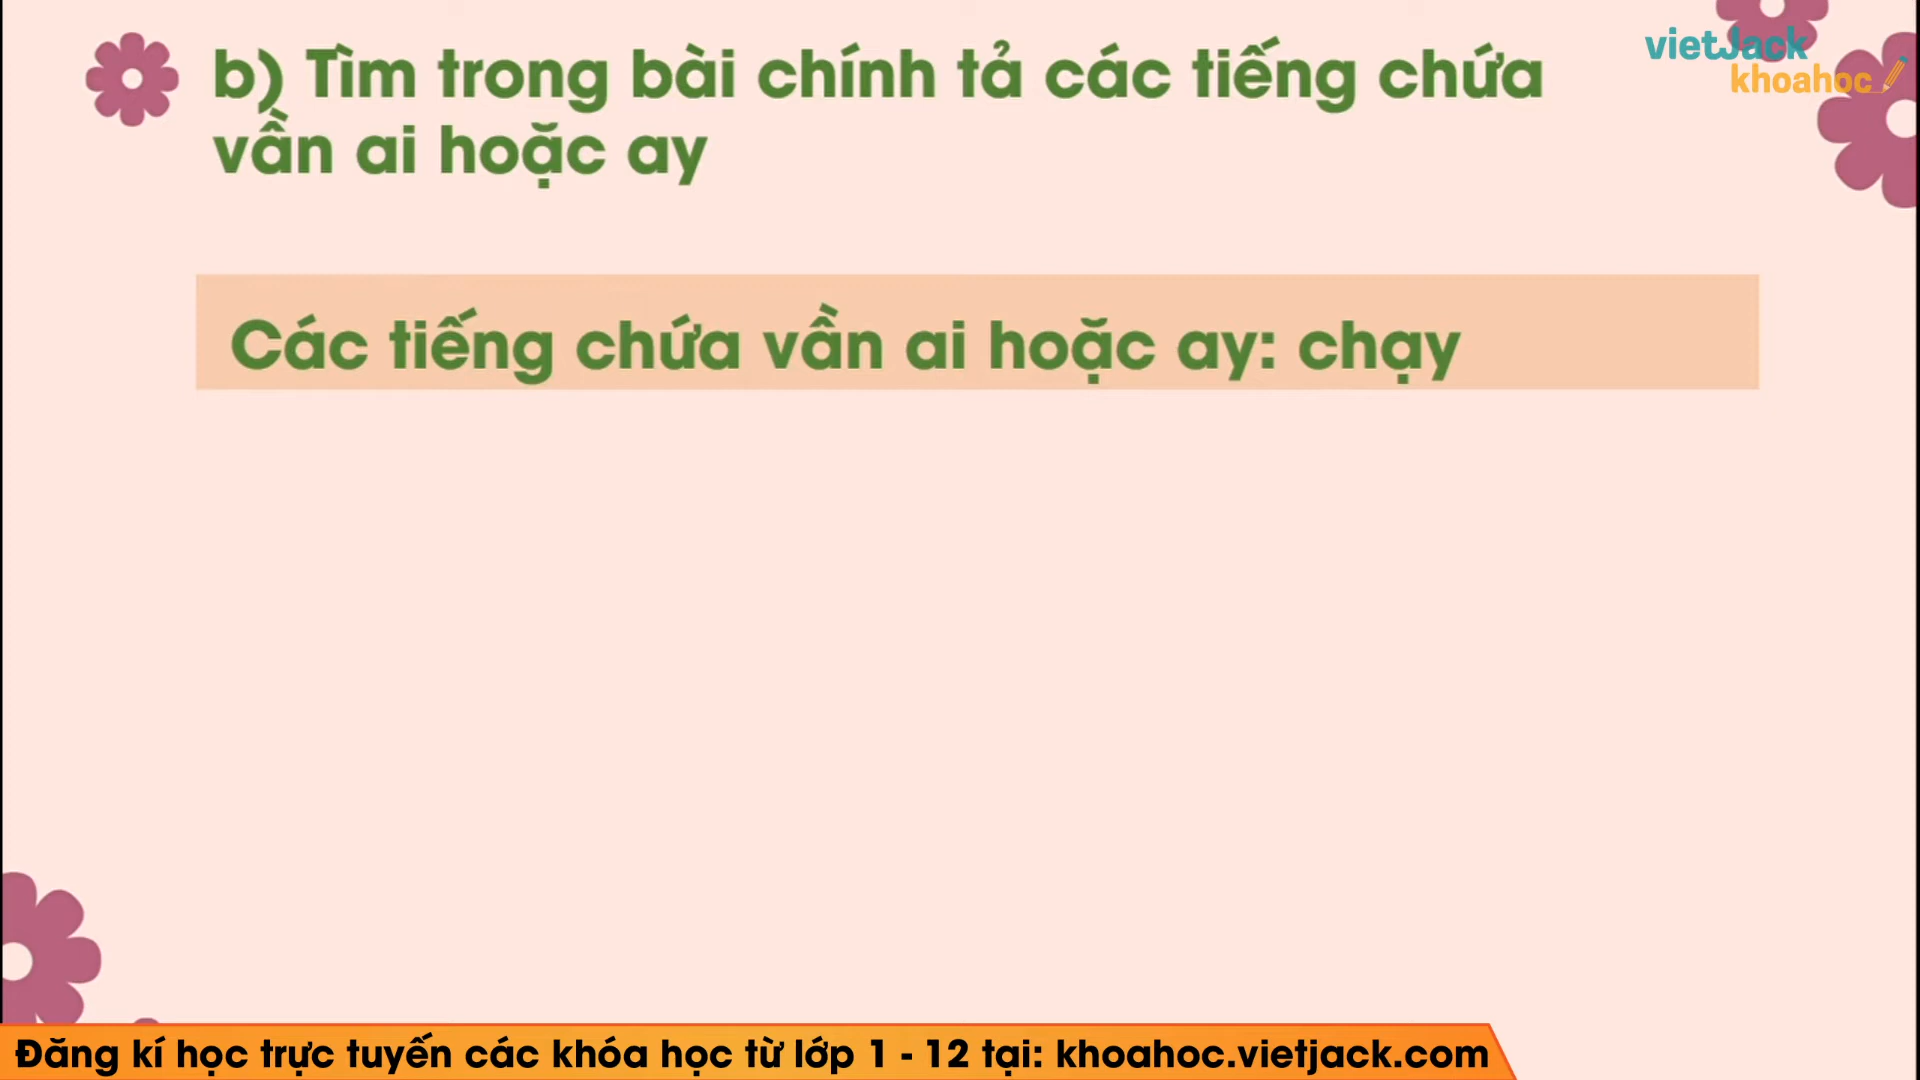 b) Tìm trong bài chính tả các tiếng chứa
vần ai hoặc ay
vietJack
khoahoc
Các tiếng chứa vần ai hoặc ay: chạy
Đăng kí học trực tuyến các khóa học từ lớp 1 - 12 tại: khoahoc.vietjack.com